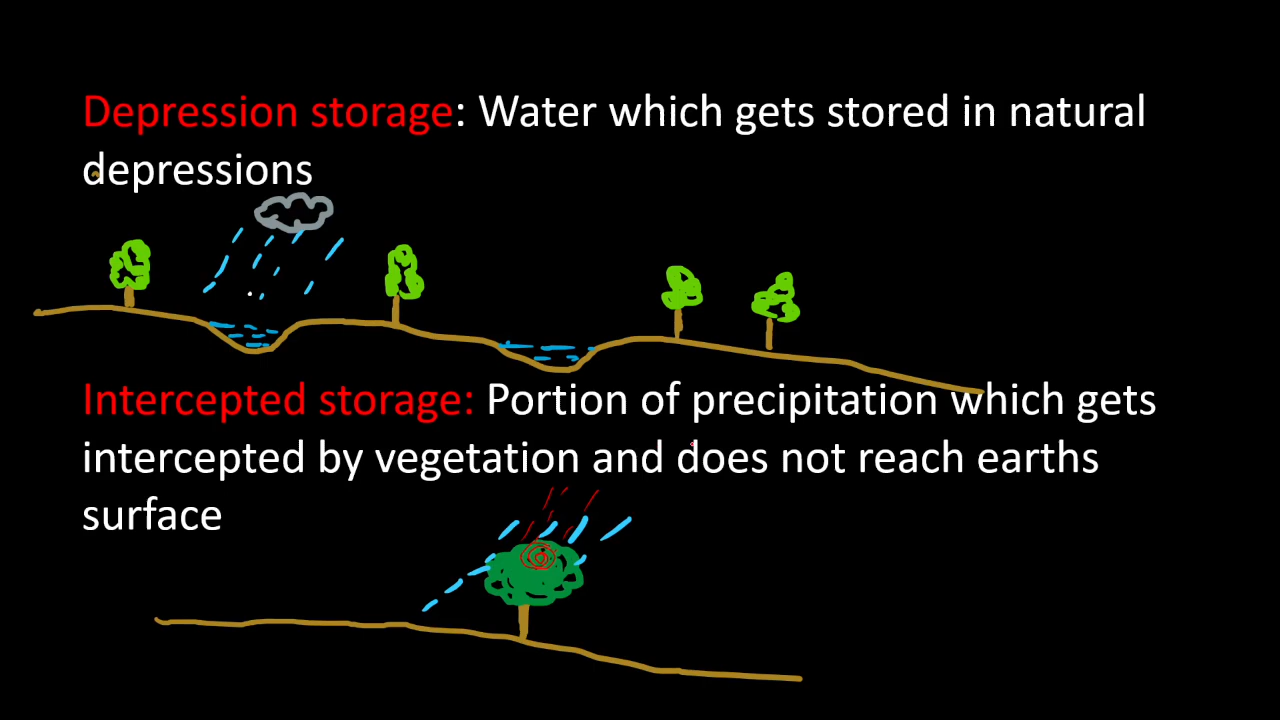 Depression storage: Water which gets stored in natural
depressions
Intercepted storage: Portion of precipitation which gets
intercepted by vegetation and does not reach earths
surface